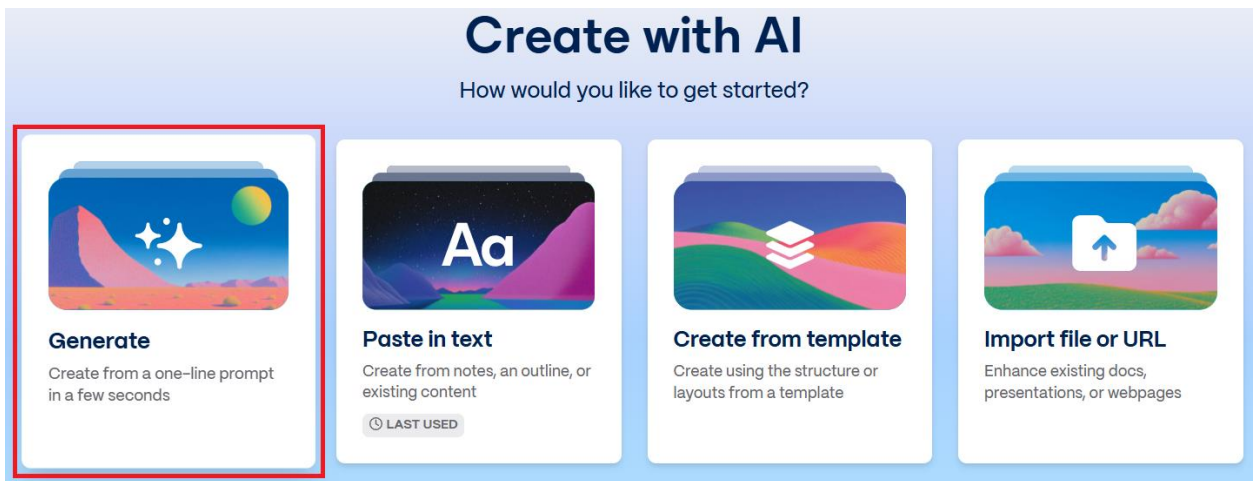 Create with AI
How would you like to get started?
Generate
Create from a one-line prompt
in a few seconds
Aa
Paste in text
Create from notes, an outline, or
existing content
LAST USED
Create from template
Create using the structure or
layouts from a template
Import file or URL
Enhance existing docs,
presentations, or webpages